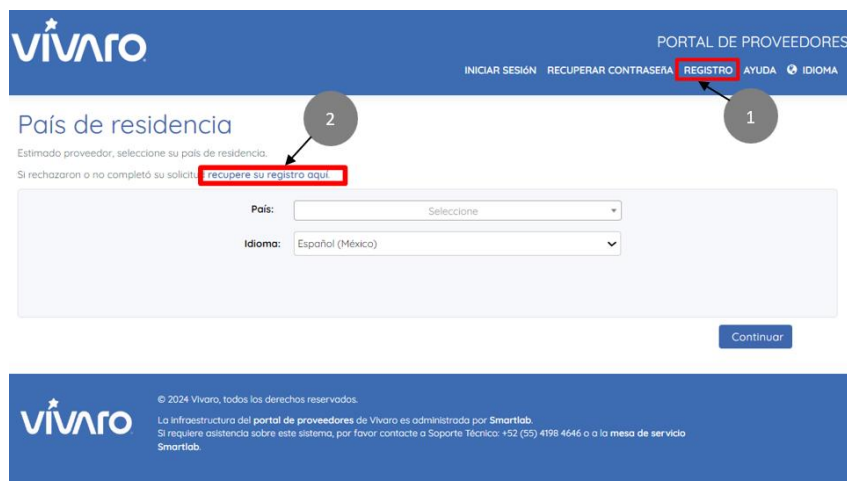 vívaro
PORTAL DE PROVEEDORES
INICIAR SESIÓN RECUPERAR CONTRASEÑA REGISTRO AYUDA IDIOMA
2
1
País de residencia
Estimado proveedor, seleccione su país de residencia.
Si rechazaron o no completó su solicitud recupere su registro aquí.
País: Seleccione
Idioma: Español (México)
Continuar
vívaro
© 2024 Vivaro, todos los derechos reservados.
La infraestructura del portal de proveedores de Vivaro es administrada por Smartlab.
Si requiere asistencia sobre este sistema, por favor contacte a Soporte Técnico: +52 (55) 4198 4646 o a la mesa de servicio
Smartlab.